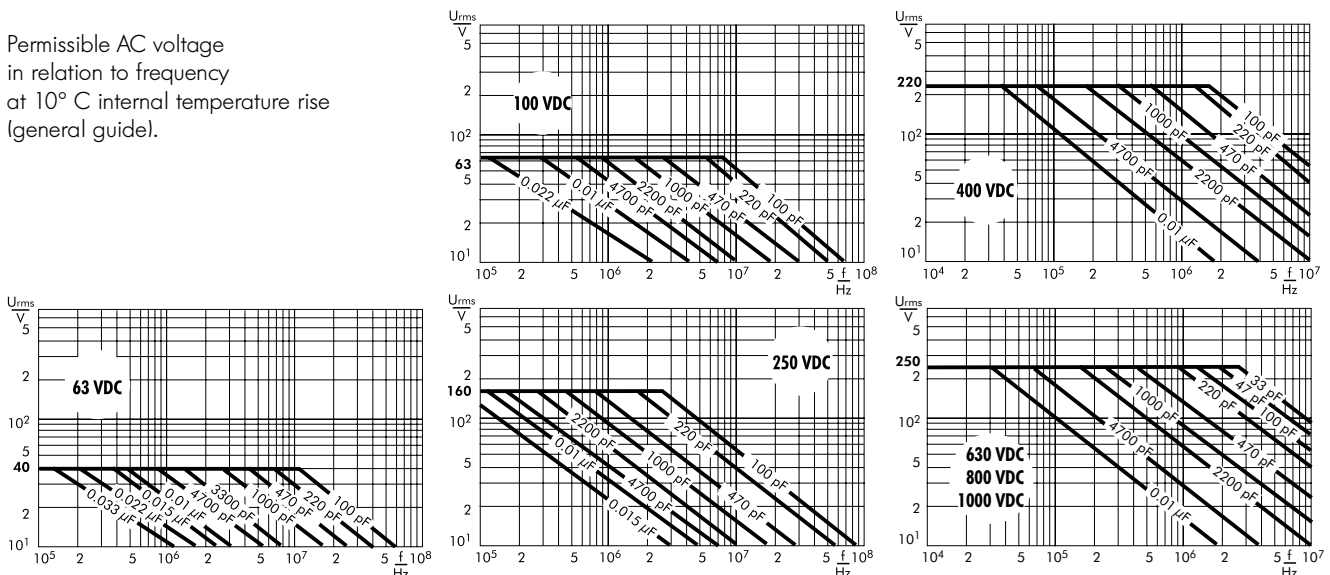 Permissible AC voltage
in relation to frequency
at 10° C internal temperature rise
(general guide).
Urms
V
5
2
10²
63
5
2
10¹
100 VDC
0.022 µF
0.01 µF
4700 pF
2200 pF
1000 pF
470 pF
220 pF
100 pF
10⁵ 2 5 10⁶ 2 5 10⁷ 2 5 f 10⁸
Hz
Urms
V
5
220
2
10²
5
2
10¹
400 VDC
0.01 µF
4700 pF
2200 pF
1000 pF
470 pF
220 pF
100 pF
10⁴ 2 5 10⁵ 2 5 10⁶ 2 5 f 10⁷
Hz
Urms
V
5
2
10²
5
40
2
10¹
63 VDC
0.033 µF
0.022 µF
0.015 µF
0.01 µF
4700 pF
3300 pF
1000 pF
470 pF
220 pF
100 pF
10⁵ 2 5 10⁶ 2 5 10⁷ 2 5 f 10⁸
Hz
Urms
V
5
2
160
10²
5
2
10¹
250 VDC
0.015 µF
0.01 µF
4700 pF
2200 pF
1000 pF
470 pF
220 pF
100 pF
10⁵ 2 5 10⁶ 2 5 10⁷ 2 5 f 10⁸
Hz
Urms
V
5
250
2
10²
5
2
10¹
630 VDC
800 VDC
1000 VDC
0.01 µF
4700 pF
2200 pF
1000 pF
470 pF
220 pF
100 pF
47 pF
33 pF
10⁴ 2 5 10⁵ 2 5 10⁶ 2 5 f 10⁷
Hz